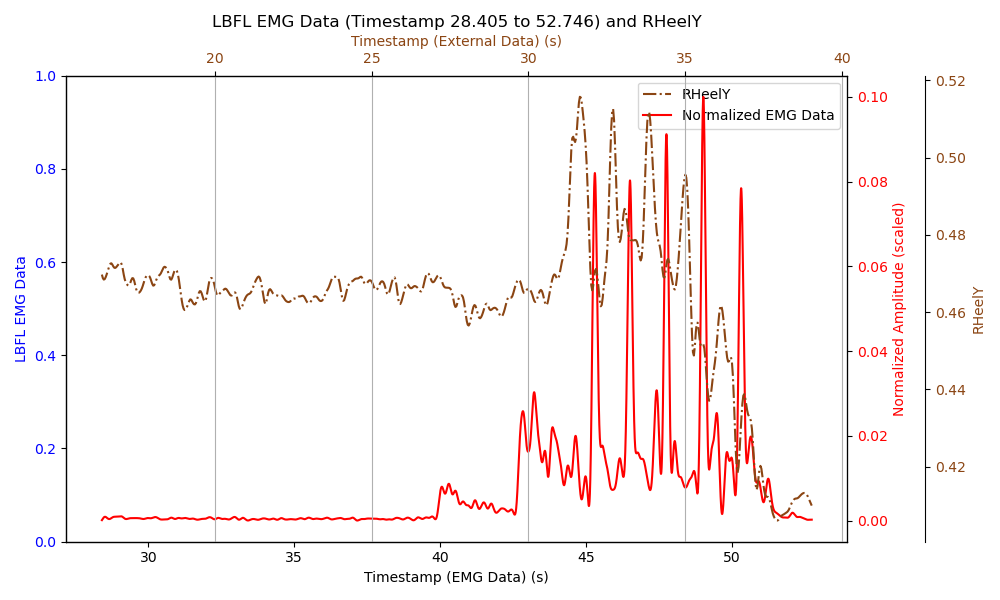 LBFL EMG Data (Timestamp 28.405 to 52.746) and RHeelY
Timestamp (External Data) (s)
20 25 30 35 40
RHeelY
Normalized EMG Data
1.0
0.8
0.6
0.4
0.2
0.0
LBFL EMG Data
0.10
0.08
0.06
0.04
0.02
0.00
Normalized Amplitude (scaled)
0.52
0.50
0.48
0.46
0.44
0.42
RHeelY
30 35 40 45 50
Timestamp (EMG Data) (s)